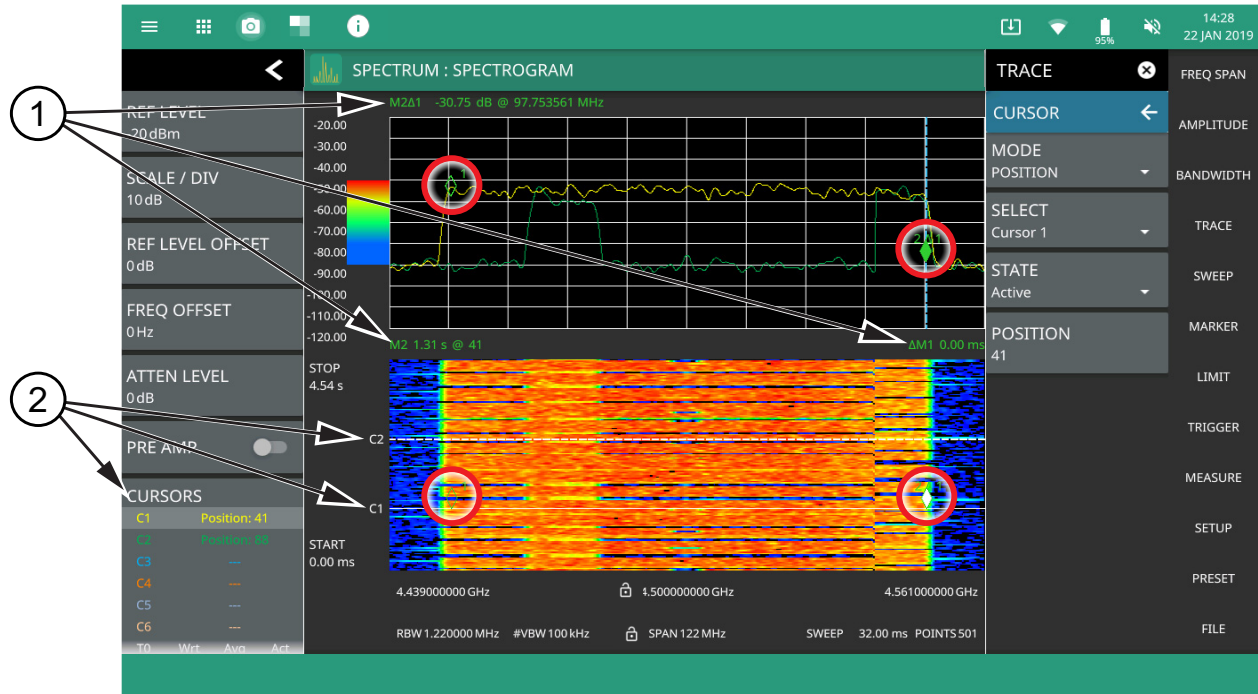 14:28
95%
22 JAN 2019
SPECTRUM : SPECTROGRAM
TRACE
FREQ SPAN
1
M2Δ1 -30.75 dB @ 97.753561 MHz
REF LEVEL
-20 dBm
CURSOR
AMPLITUDE
-20.00
-30.00
-40.00
-50.00
-60.00
-70.00
-80.00
-90.00
-100.00
-110.00
-120.00
1
2Δ1
SCALE / DIV
10 dB
MODE
POSITION
BANDWIDTH
REF LEVEL OFFSET
0 dB
SELECT
Cursor 1
TRACE
FREQ OFFSET
0 Hz
STATE
Active
SWEEP
M2 1.31 s @ 41
ΔM1 0.00 ms
POSITION
41
MARKER
ATTEN LEVEL
0 dB
STOP
4.54 s
LIMIT
2
PRE AMP
C2
TRIGGER
CURSORS
C1
MEASURE
C1 Position: 41
C2 Position: 88
C3 ---
C4 ---
C5 ---
C6 ---
T0 Wrt Avg Act
START
0.00 ms
SETUP
4.439000000 GHz
4.500000000 GHz
4.561000000 GHz
PRESET
RBW 1.220000 MHz #VBW 100 kHz SPAN 122 MHz SWEEP 32.00 ms POINTS 501
FILE